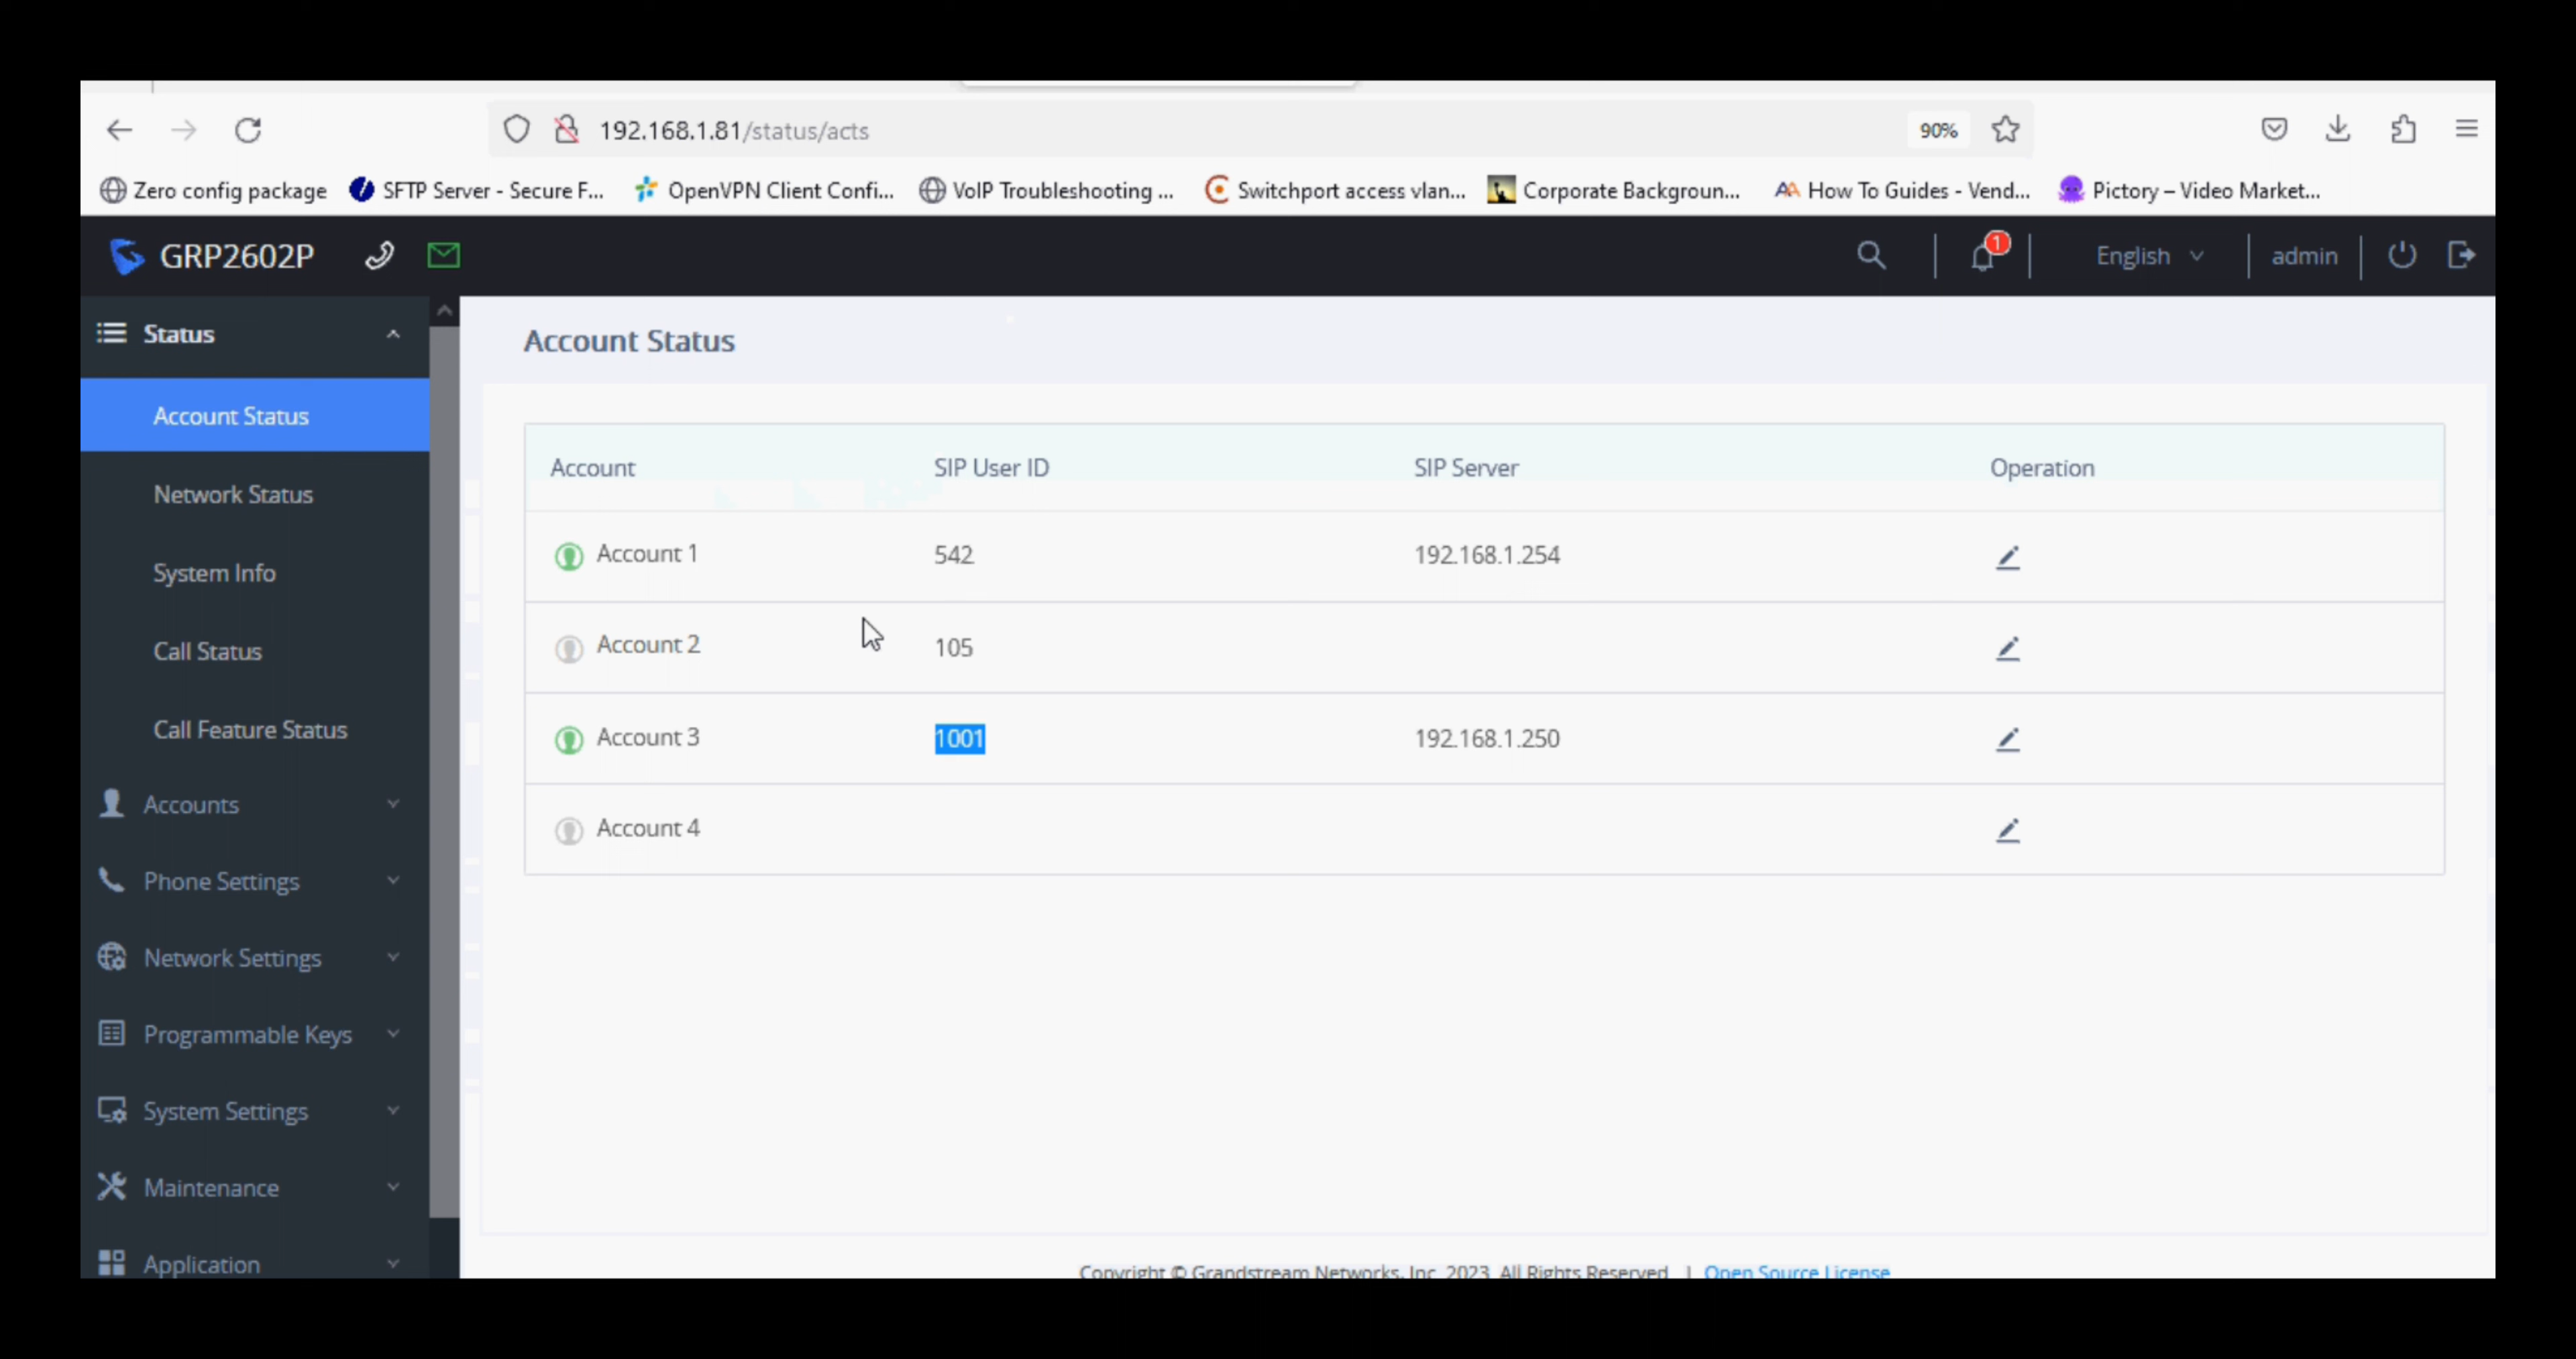 192.168.1.81/status/acts
90%
Zero config package SFTP Server - Secure F... OpenVPN Client Confi... VoIP Troubleshooting ... Switchport access vlan... Corporate Backgroun... How To Guides - Vend... Pictory – Video Market...
GRP2602P 1 English admin
Status
Account Status
Network Status
System Info
Call Status
Call Feature Status
Accounts
Phone Settings
Network Settings
Programmable Keys
System Settings
Maintenance
Application
Account Status
Account SIP User ID SIP Server Operation
Account 1 542 192.168.1.254
Account 2 105
Account 3 1001 192.168.1.250
Account 4
Copyright © Grandstream Networks, Inc. 2023. All Rights Reserved. | Open Source License